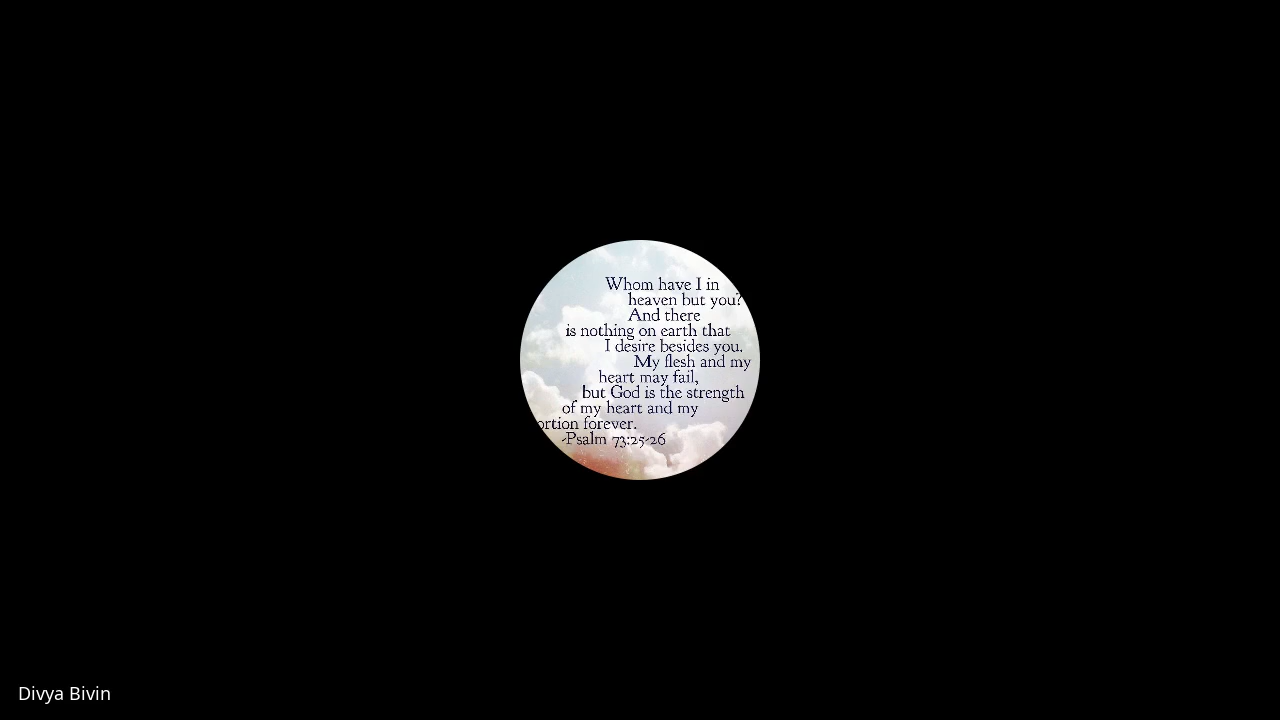 Whom have I in
heaven but you?
And there
is nothing on earth that
I desire besides you.
My flesh and my
heart may fail,
but God is the strength
of my heart and my
ortion forever.
-Psalm 73:25-26
Divya Bivin